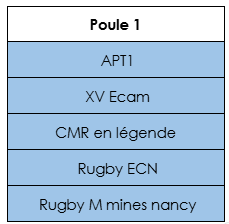 Poule 1
APT1
XV Ecam
CMR en légende
Rugby ECN
Rugby M mines nancy